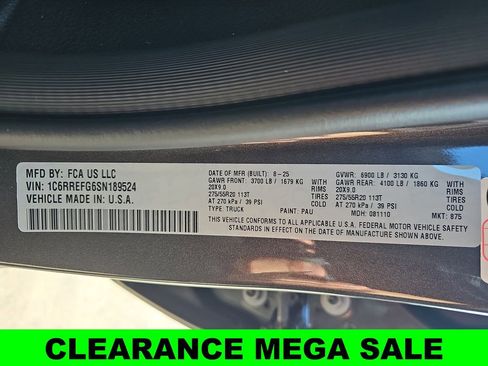 MFD BY: FCA US LLC
VIN: 1C6RREFG6SN189524
VEHICLE MADE IN: U.S.A.
DATE OF MFR (BUILT): 8-25
GAWR FRONT: 3700 LB / 1679 KG
20X9.0 RIMS
275/55R20 113T TIRES
AT 270 kPa / 39 PSI COLD
TYPE: TRUCK PAINT: PAU
WITH
GVWR: 6900 LB / 3130 KG
GAWR REAR: 4100 LB / 1860 KG
20X9.0 RIMS
275/55R20 113T TIRES
AT 270 kPa / 39 PSI COLD
MDH: 081110 MKT: 875
WITH
THIS VEHICLE CONFORMS TO ALL APPLICABLE U.S.A. FEDERAL MOTOR VEHICLE SAFETY
STANDARDS IN EFFECT ON THE DATE OF MANUFACTURE SHOWN ABOVE.
CLEARANCE MEGA SALE